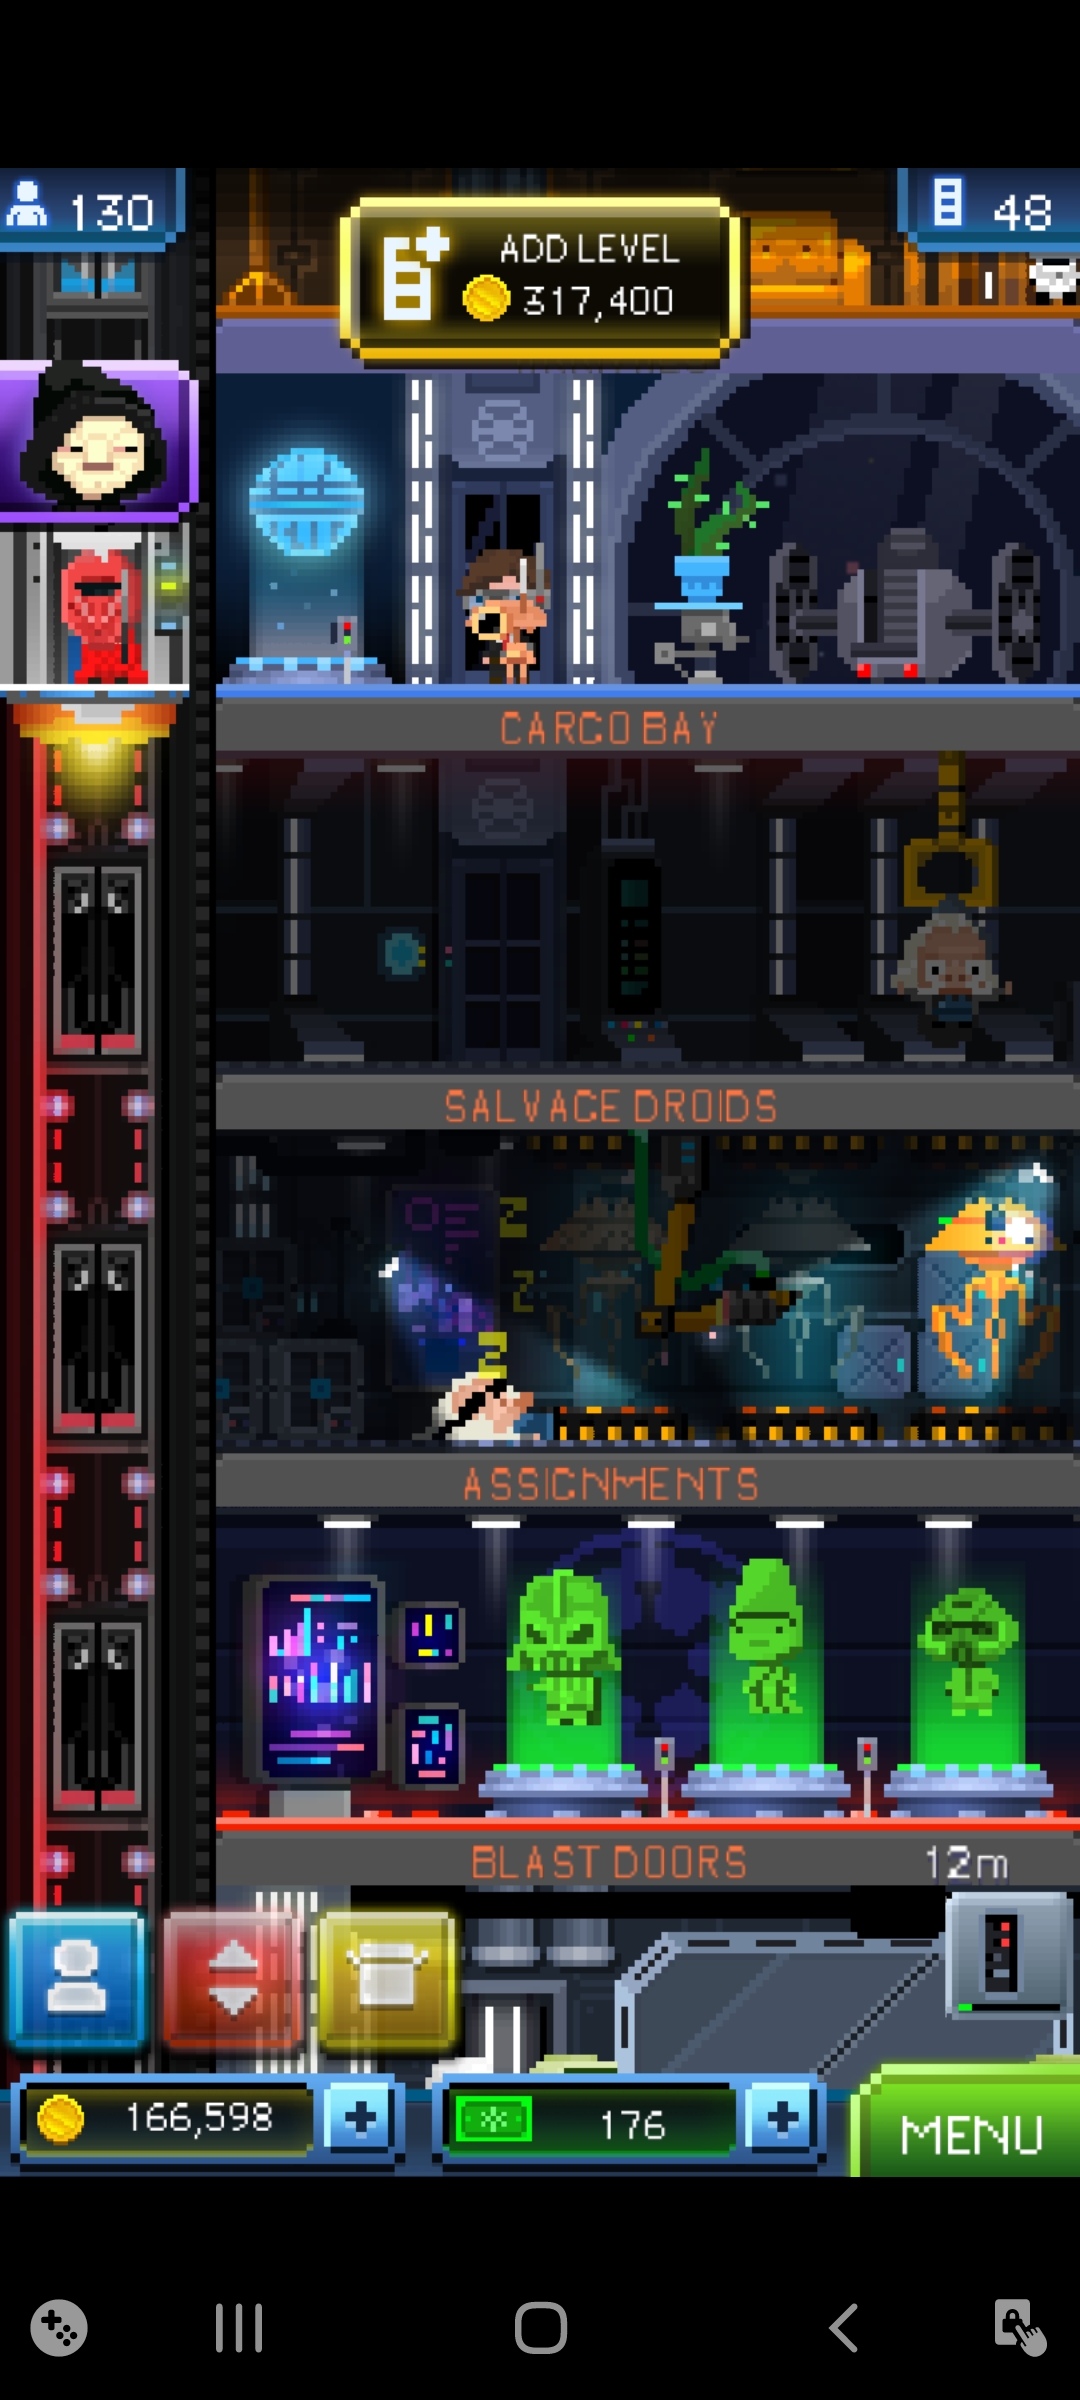 130
48
ADD LEVEL
317,400
CARGO BAY
SALVAGE DROIDS
Z
Z
Z
ASSIGNMENTS
BLAST DOORS
12m
166,598
176
MENU